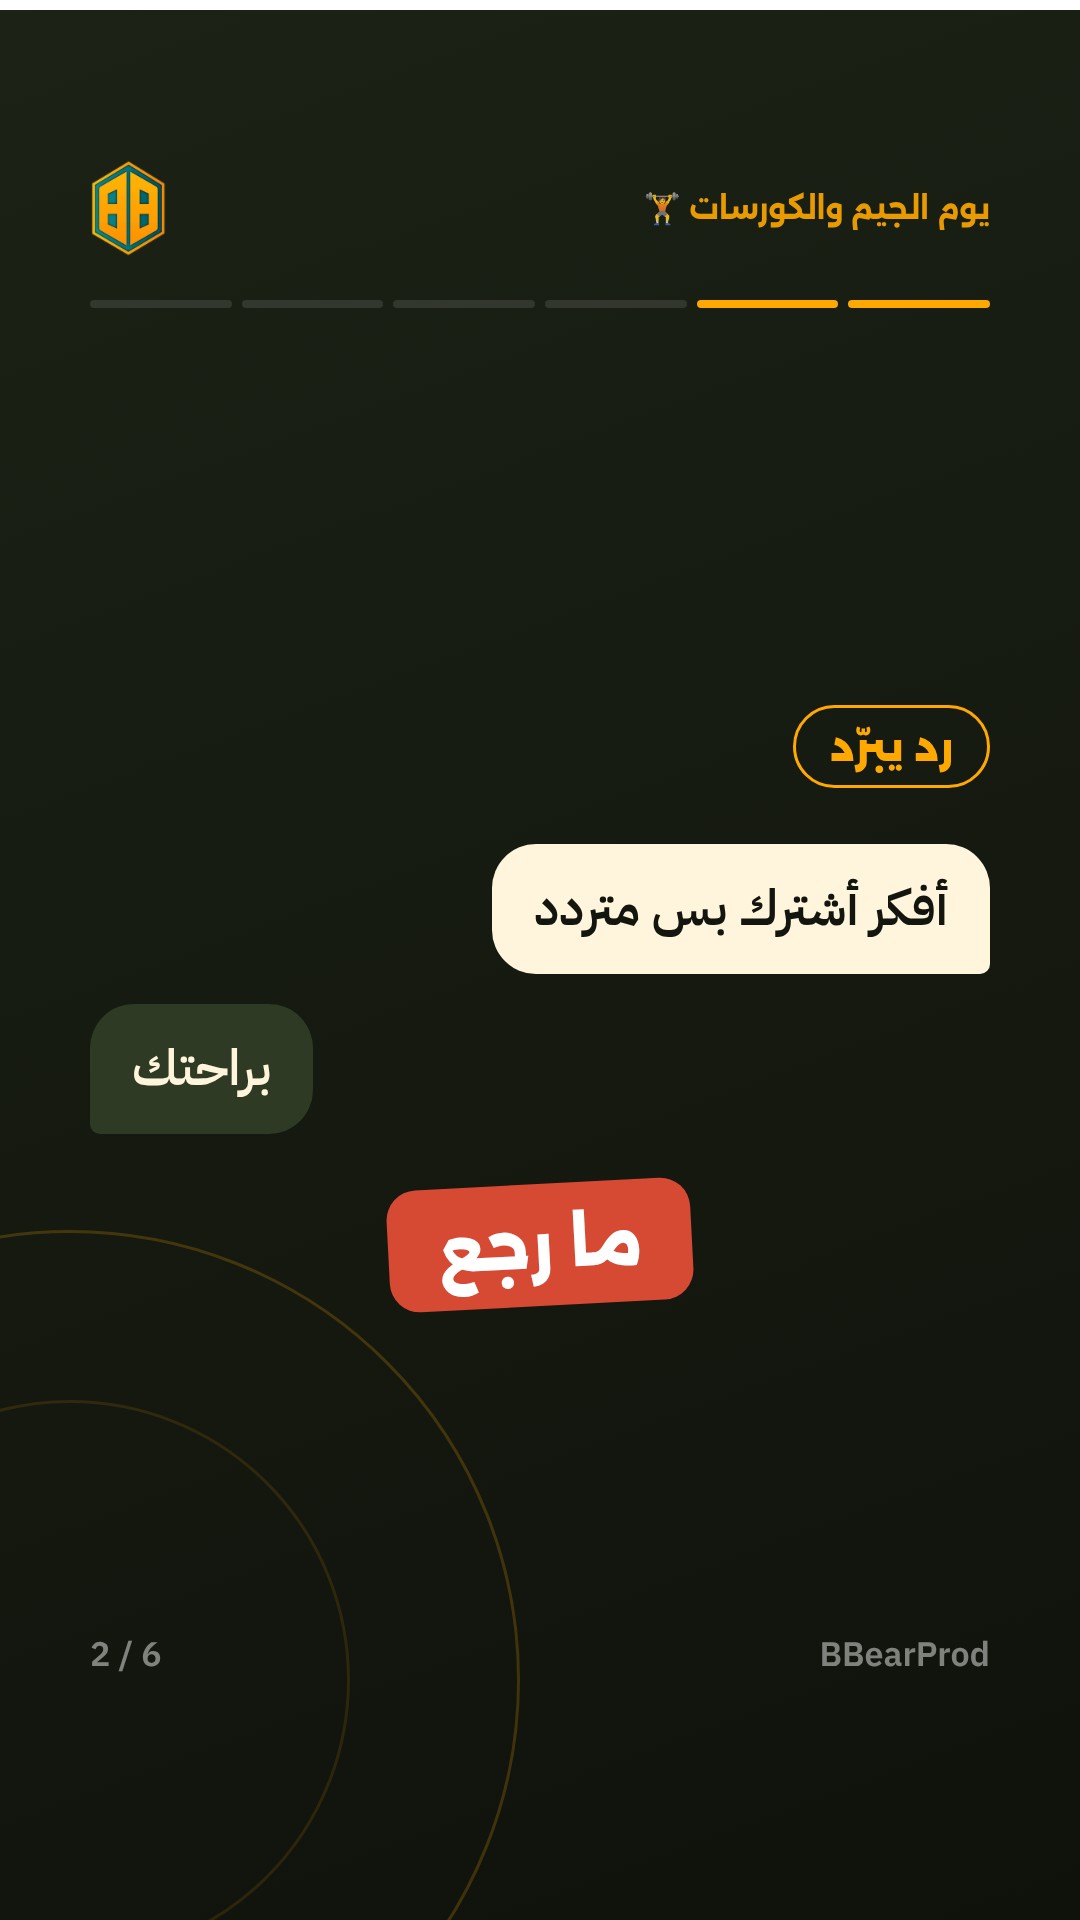 يوم الجيم والكورسات 🏋️
رد يبرّد
أفكر أشترك بس متردد
براحتك
ما رجع
2 / 6
BBearProd